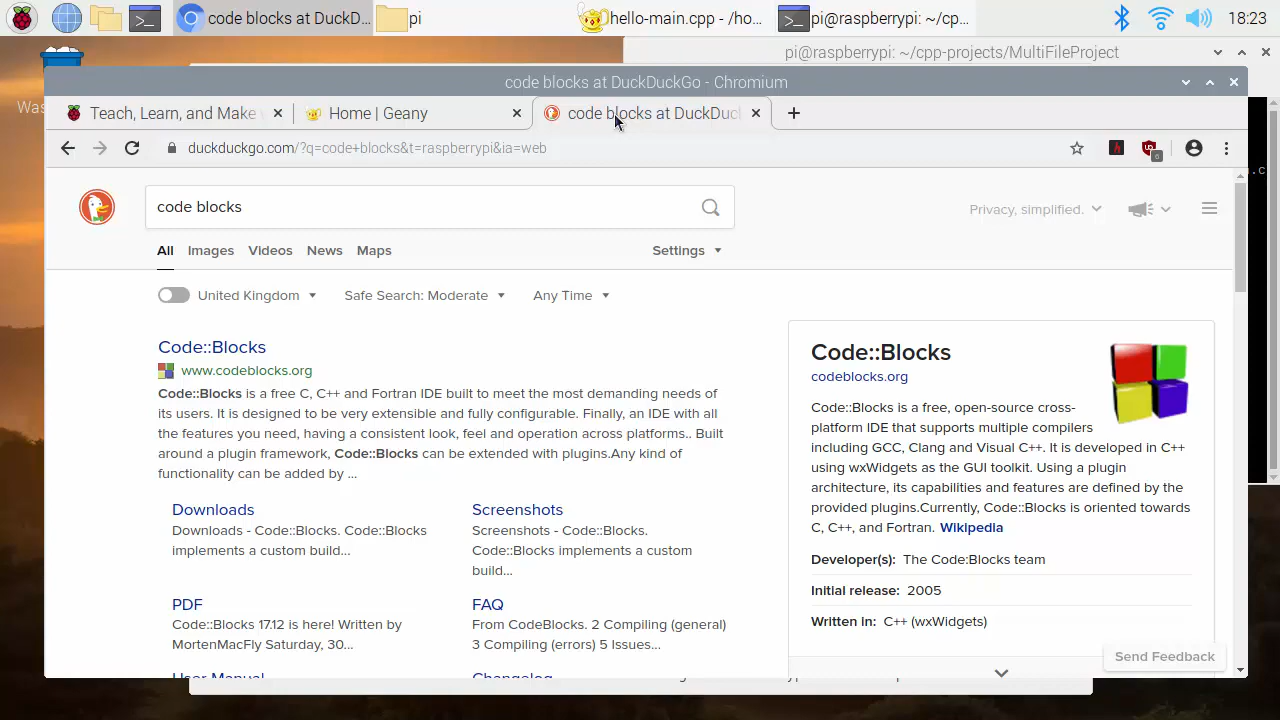 code blocks at DuckD...
pi
hello-main.cpp - /ho...
pi@raspberrypi: ~/cp...
18:23
pi@raspberrypi: ~/cpp-projects/MultiFileProject
Was
code blocks at DuckDuckGo - Chromium
Teach, Learn, and Make
Home | Geany
code blocks at DuckDuc
duckduckgo.com/?q=code+blocks&t=raspberrypi&ia=web
code blocks
Privacy, simplified.
All Images Videos News Maps
Settings
United Kingdom
Safe Search: Moderate
Any Time
Code::Blocks
www.codeblocks.org
Code::Blocks is a free C, C++ and Fortran IDE built to meet the most demanding needs of
its users. It is designed to be very extensible and fully configurable. Finally, an IDE with all
the features you need, having a consistent look, feel and operation across platforms.. Built
around a plugin framework, Code::Blocks can be extended with plugins.Any kind of
functionality can be added by ...
Downloads
Downloads - Code::Blocks. Code::Blocks
implements a custom build...
Screenshots
Screenshots - Code::Blocks.
Code::Blocks implements a custom
build...
PDF
Code::Blocks 17.12 is here! Written by
MortenMacFly Saturday, 30...
FAQ
From CodeBlocks. 2 Compiling (general)
3 Compiling (errors) 5 Issues...
User Manual
Changelog
Code::Blocks
codeblocks.org
Code::Blocks is a free, open-source cross-
platform IDE that supports multiple compilers
including GCC, Clang and Visual C++. It is developed in C++
using wxWidgets as the GUI toolkit. Using a plugin
architecture, its capabilities and features are defined by the
provided plugins.Currently, Code::Blocks is oriented towards
C, C++, and Fortran. Wikipedia
Developer(s): The Code:Blocks team
Initial release: 2005
Written in: C++ (wxWidgets)
Send Feedback